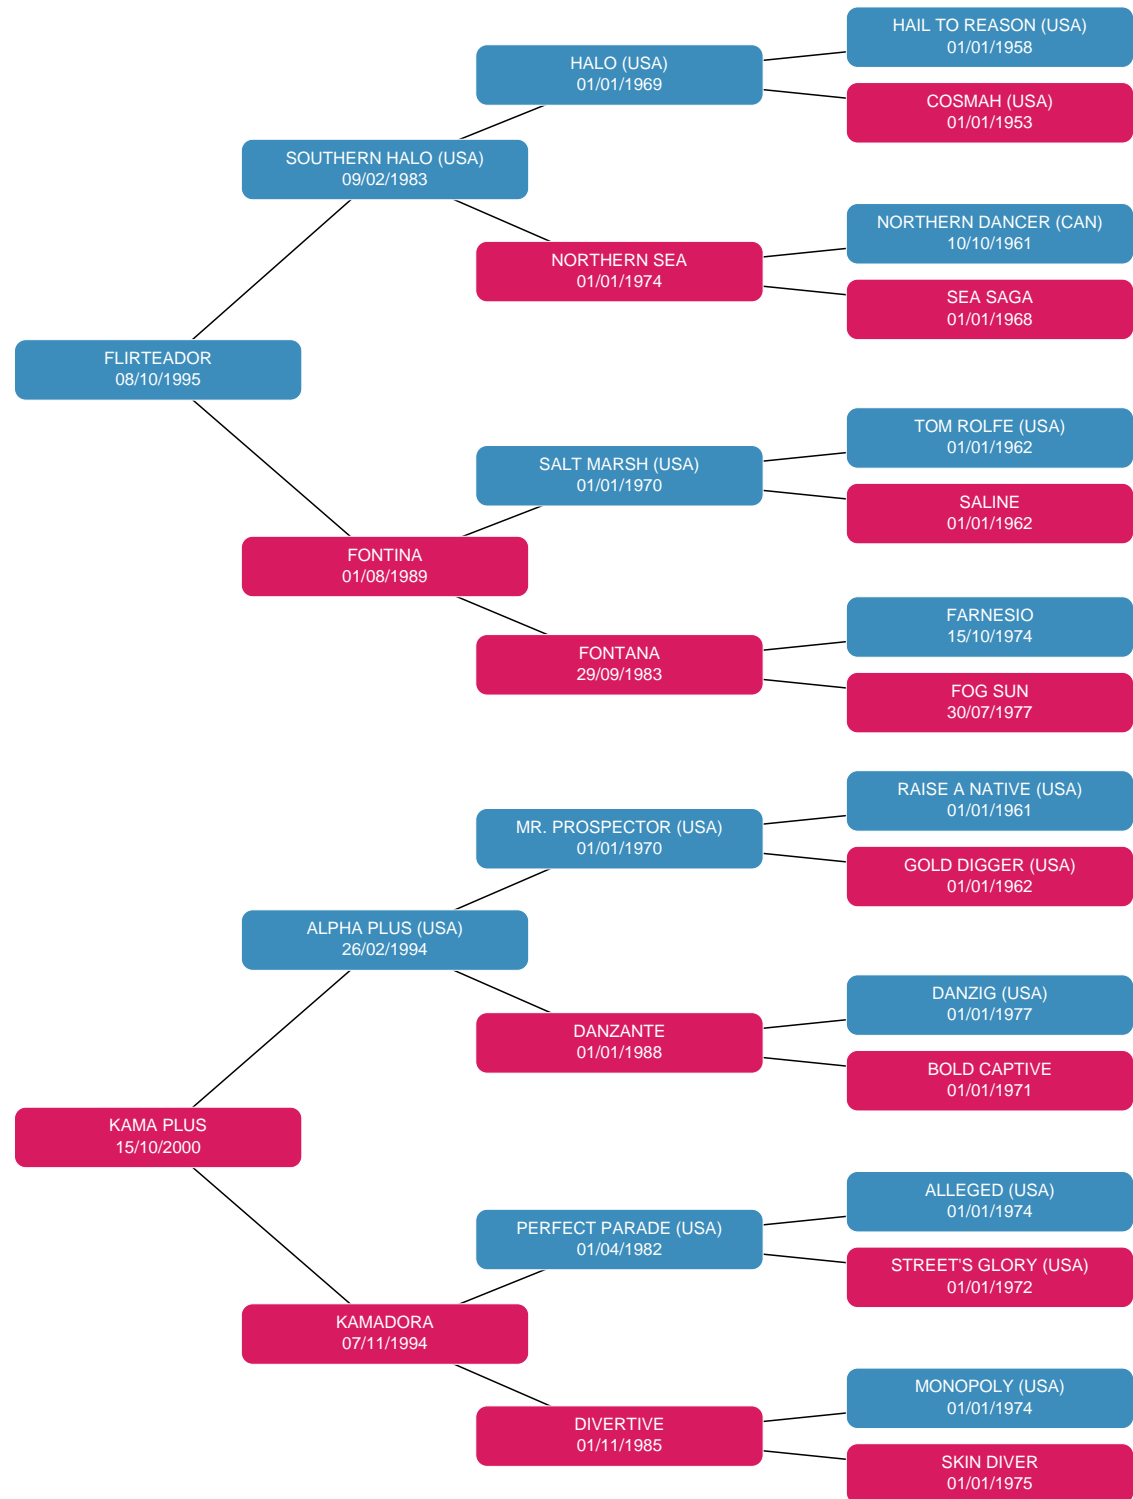 HAIL TO REASON (USA)
01/01/1958
HALO (USA)
01/01/1969
COSMAH (USA)
01/01/1953
SOUTHERN HALO (USA)
09/02/1983
NORTHERN DANCER (CAN)
10/10/1961
NORTHERN SEA
01/01/1974
SEA SAGA
01/01/1968
FLIRTEADOR
08/10/1995
TOM ROLFE (USA)
01/01/1962
SALT MARSH (USA)
01/01/1970
SALINE
01/01/1962
FONTINA
01/08/1989
FARNESIO
15/10/1974
FONTANA
29/09/1983
FOG SUN
30/07/1977
RAISE A NATIVE (USA)
01/01/1961
MR. PROSPECTOR (USA)
01/01/1970
GOLD DIGGER (USA)
01/01/1962
ALPHA PLUS (USA)
26/02/1994
DANZIG (USA)
01/01/1977
DANZANTE
01/01/1988
BOLD CAPTIVE
01/01/1971
KAMA PLUS
15/10/2000
ALLEGED (USA)
01/01/1974
PERFECT PARADE (USA)
01/04/1982
STREET'S GLORY (USA)
01/01/1972
KAMADORA
07/11/1994
MONOPOLY (USA)
01/01/1974
DIVERTIVE
01/11/1985
SKIN DIVER
01/01/1975